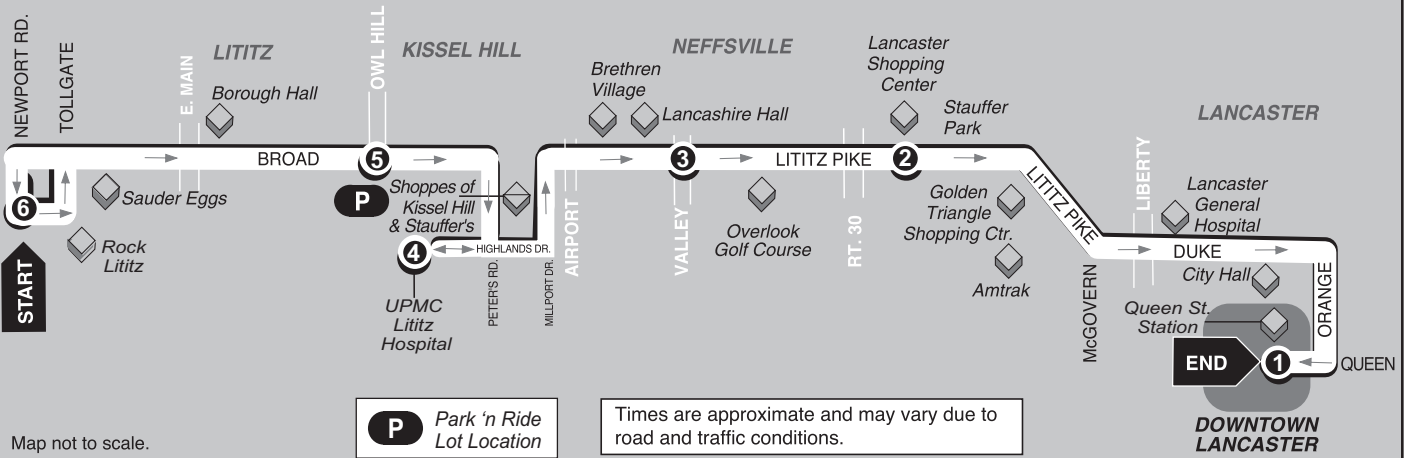 NEWPORT RD.
TOLLGATE
LITITZ
E. MAIN
Borough Hall
OWL HILL
KISSEL HILL
NEFFSVILLE
Brethren
Village
Lancashire Hall
Lancaster
Shopping
Center
Stauffer
Park
LANCASTER
BROAD
5
3
LITITZ PIKE
2
LITITZ PIKE
6
START
Sauder Eggs
Rock
Lititz
P
Shoppes of
Kissel Hill
& Stauffer's
4
HIGHLANDS DR.
UPMC
Lititz
Hospital
PETER'S RD.
MILLPORT DR.
AIRPORT
VALLEY
Overlook
Golf Course
RT. 30
Golden
Triangle
Shopping Ctr.
Amtrak
McGOVERN
LIBERTY
Lancaster
General
Hospital
DUKE
City Hall
Queen St.
Station
ORANGE
END
1
QUEEN
DOWNTOWN
LANCASTER
Map not to scale.
P
Park ‘n Ride
Lot Location
Times are approximate and may vary due to
road and traffic conditions.